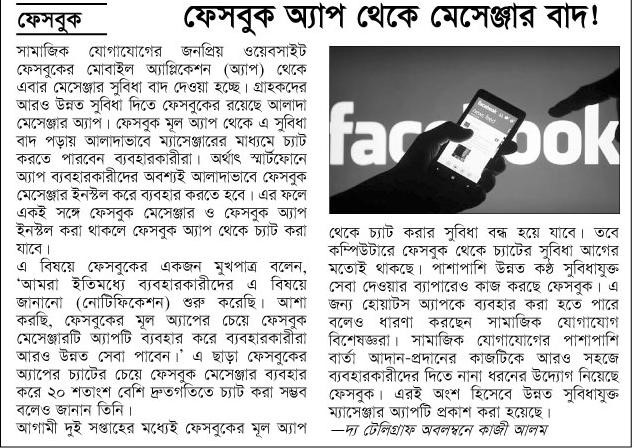 ফেসবুক
ফেসবুক অ্যাপ থেকে মেসেঞ্জার বাদ!
সামাজিক যোগাযোগের জনপ্রিয় ওয়েবসাইট
ফেসবুকের মোবাইল অ্যাপ্লিকেশন (অ্যাপ) থেকে
এবার মেসেঞ্জার সুবিধা বাদ দেওয়া হচ্ছে। গ্রাহকদের
আরও উন্নত সুবিধা দিতে ফেসবুকের রয়েছে আলাদা
মেসেঞ্জার অ্যাপ। ফেসবুক মূল অ্যাপ থেকে এ সুবিধা
বাদ পড়ায় আলাদাভাবে ম্যাসেঞ্জারের মাধ্যমে চ্যাট
করতে পারবেন ব্যবহারকারীরা। অর্থাৎ স্মার্টফোনে
অ্যাপ ব্যবহারকারীদের অবশ্যই আলাদাভাবে ফেসবুক
মেসেঞ্জার ইনস্টল করে ব্যবহার করতে হবে। এর ফলে
একই সঙ্গে ফেসবুক মেসেঞ্জার ও ফেসবুক অ্যাপ
ইনস্টল করা থাকলে ফেসবুক অ্যাপ থেকে চ্যাট করা
যাবে।
এ বিষয়ে ফেসবুকের একজন মুখপাত্র বলেন,
'আমরা ইতিমধ্যে ব্যবহারকারীদের এ বিষয়ে
জানানো (নোটিফিকেশন) শুরু করেছি। আশা
করছি, ফেসবুকের মূল অ্যাপের চেয়ে ফেসবুক
মেসেঞ্জারটি অ্যাপটি ব্যবহার করে ব্যবহারকারীরা
আরও উন্নত সেবা পাবেন।' এ ছাড়া ফেসবুকের
অ্যাপের চ্যাটের চেয়ে ফেসবুক মেসেঞ্জার ব্যবহার
করে ২০ শতাংশ বেশি দ্রুতগতিতে চ্যাট করা সম্ভব
বলেও জানান তিনি।
আগামী দুই সপ্তাহের মধ্যেই ফেসবুকের মূল অ্যাপ
facebook
facebook
news feed
থেকে চ্যাট করার সুবিধা বন্ধ হয়ে যাবে। তবে
কম্পিউটারে ফেসবুক থেকে চ্যাটের সুবিধা আগের
মতোই থাকছে। পাশাপাশি উন্নত কণ্ঠ সুবিধাযুক্ত
সেবা দেওয়ার ব্যাপারেও কাজ করছে ফেসবুক। এ
জন্য হোয়াটস অ্যাপকে ব্যবহার করা হতে পারে
বলেও ধারণা করছেন সামাজিক যোগাযোগ
বিশেষজ্ঞরা। সামাজিক যোগাযোগের পাশাপাশি
বার্তা আদান-প্রদানের কাজটিকে আরও সহজে
ব্যবহারকারীদের দিতে নানা ধরনের উদ্যোগ নিয়েছে
ফেসবুক। এরই অংশ হিসেবে উন্নত সুবিধাযুক্ত
ম্যাসেঞ্জার অ্যাপটি প্রকাশ করা হয়েছে।
—দ্য টেলিগ্রাফ অবলম্বনে কাজী আলম